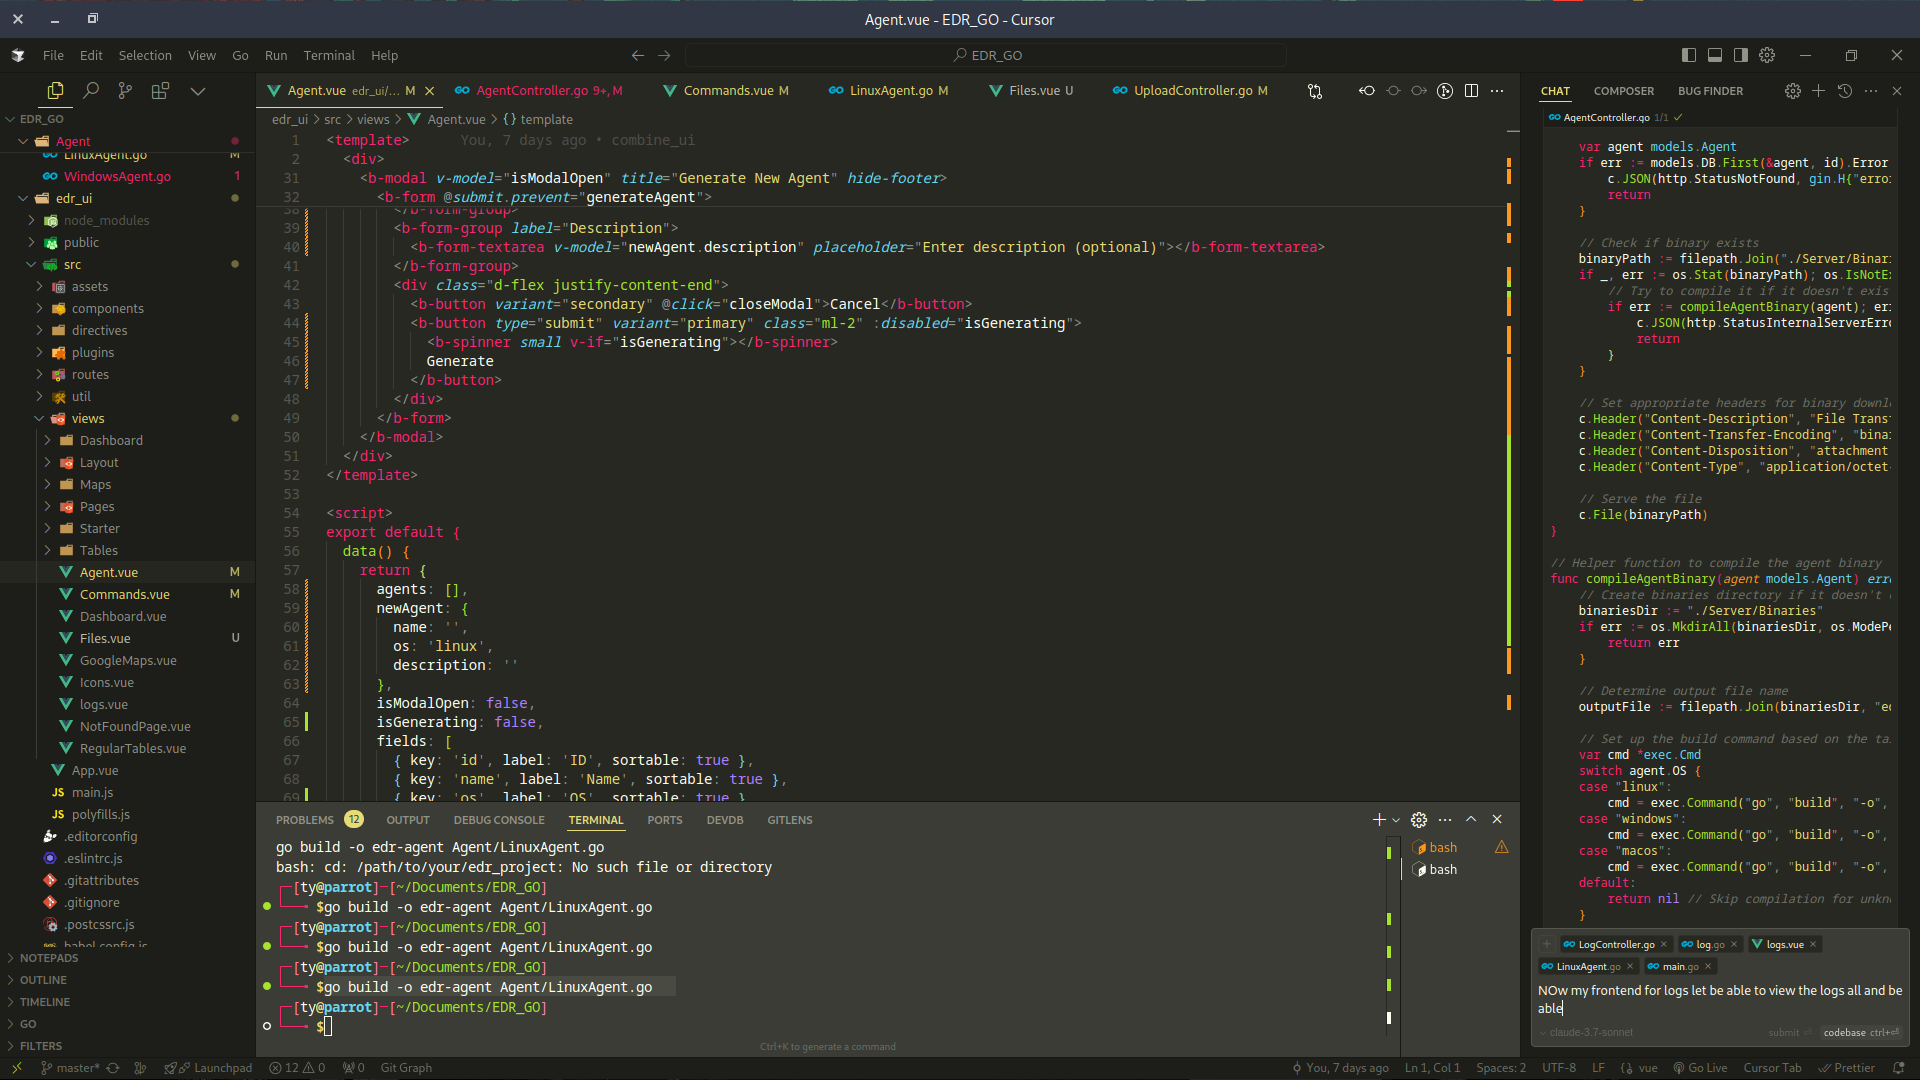 Agent.vue - EDR_GO - Cursor
File Edit Selection View Go Run Terminal Help
EDR_GO
EDR_GO
Agent
LinuxAgent.go M
WindowsAgent.go 1
edr_ui
node_modules
public
src
assets
components
directives
plugins
routes
util
views
Dashboard
Layout
Maps
Pages
Starter
Tables
Agent.vue M
Commands.vue M
Dashboard.vue
Files.vue U
GoogleMaps.vue
Icons.vue
logs.vue
NotFoundPage.vue
RegularTables.vue
App.vue
JS main.js
JS polyfills.js
.editorconfig
.eslintrc.js
.gitattributes
.gitignore
.postcssrc.js
babel.config.js
NOTEPADS
OUTLINE
TIMELINE
GO
FILTERS
Agent.vue edr_ui/... M AgentController.go 9+, M Commands.vue M LinuxAgent.go M Files.vue U UploadController.go M
edr_ui > src > views > Agent.vue > {} template
1 <template> You, 7 days ago • combine_ui
2 <div>
31 <b-modal v-model="isModalOpen" title="Generate New Agent" hide-footer>
32 <b-form @submit.prevent="generateAgent">
38 </b-form-group>
39 <b-form-group label="Description">
40 <b-form-textarea v-model="newAgent.description" placeholder="Enter description (optional)"></b-form-textarea>
41 </b-form-group>
42 <div class="d-flex justify-content-end">
43 <b-button variant="secondary" @click="closeModal">Cancel</b-button>
44 <b-button type="submit" variant="primary" class="ml-2" :disabled="isGenerating">
45 <b-spinner small v-if="isGenerating"></b-spinner>
46 Generate
47 </b-button>
48 </div>
49 </b-form>
50 </b-modal>
51 </div>
52 </template>
53
54 <script>
55 export default {
56 data() {
57 return {
58 agents: [],
59 newAgent: {
60 name: '',
61 os: 'linux',
62 description: ''
63 },
64 isModalOpen: false,
65 isGenerating: false,
66 fields: [
67 { key: 'id', label: 'ID', sortable: true },
68 { key: 'name', label: 'Name', sortable: true },
69 { key: 'os', label: 'OS', sortable: true }
PROBLEMS 12 OUTPUT DEBUG CONSOLE TERMINAL PORTS DEVDB GITLENS
go build -o edr-agent Agent/LinuxAgent.go
bash: cd: /path/to/your/edr_project: No such file or directory
[ty@parrot]─[~/Documents/EDR_GO]
$go build -o edr-agent Agent/LinuxAgent.go
[ty@parrot]─[~/Documents/EDR_GO]
$go build -o edr-agent Agent/LinuxAgent.go
[ty@parrot]─[~/Documents/EDR_GO]
$go build -o edr-agent Agent/LinuxAgent.go
[ty@parrot]─[~/Documents/EDR_GO]
$
Ctrl+K to generate a command
bash
bash
CHAT COMPOSER BUG FINDER
AgentController.go 1/1
var agent models.Agent
if err := models.DB.First(&agent, id).Error
c.JSON(http.StatusNotFound, gin.H{"erro
return
}
// Check if binary exists
binaryPath := filepath.Join("./Server/Binar
if _, err := os.Stat(binaryPath); os.IsNotE
// Try to compile it if it doesn't exis
if err := compileAgentBinary(agent); er
c.JSON(http.StatusInternalServerErr
return
}
}
// Set appropriate headers for binary downl
c.Header("Content-Description", "File Trans
c.Header("Content-Transfer-Encoding", "bina
c.Header("Content-Disposition", "attachment
c.Header("Content-Type", "application/octet
// Serve the file
c.File(binaryPath)
}
// Helper function to compile the agent binary
func compileAgentBinary(agent models.Agent) err
// Create binaries directory if it doesn't
binariesDir := "./Server/Binaries"
if err := os.MkdirAll(binariesDir, os.ModeP
return err
}
// Determine output file name
outputFile := filepath.Join(binariesDir, "e
// Set up the build command based on the ta
var cmd *exec.Cmd
switch agent.OS {
case "linux":
cmd = exec.Command("go", "build", "-o",
case "windows":
cmd = exec.Command("go", "build", "-o",
case "macos":
cmd = exec.Command("go", "build", "-o",
default:
return nil // Skip compilation for unkn
}
LogController.go log.go logs.vue
LinuxAgent.go main.go
NOw my frontend for logs let be able to view the logs all and be
able
claude-3.7-sonnet submit codebase ctrl+⏎
master* Launchpad 12 0 0 Git Graph You, 7 days ago Ln 1, Col 1 Spaces: 2 UTF-8 LF {} vue Go Live Cursor Tab Prettier